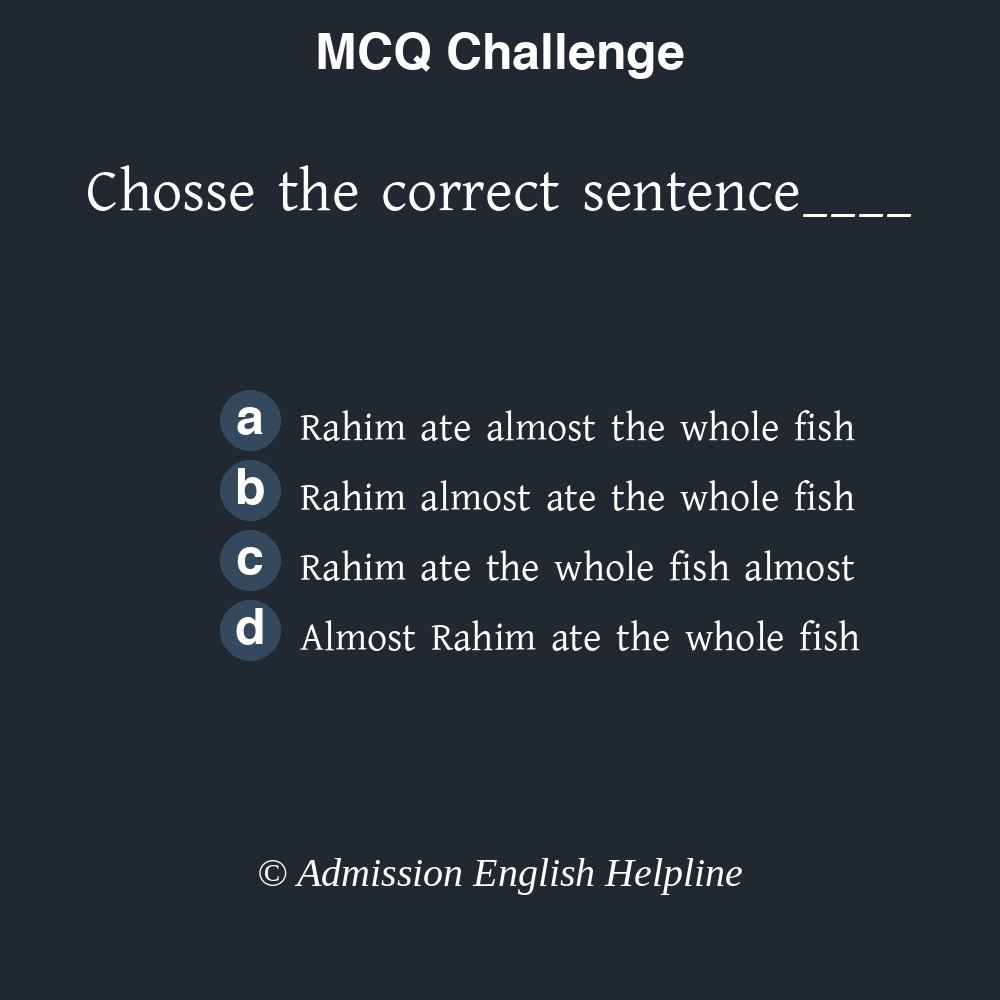 MCQ Challenge
Chosse the correct sentence____
a Rahim ate almost the whole fish
b Rahim almost ate the whole fish
c Rahim ate the whole fish almost
d Almost Rahim ate the whole fish
© Admission English Helpline